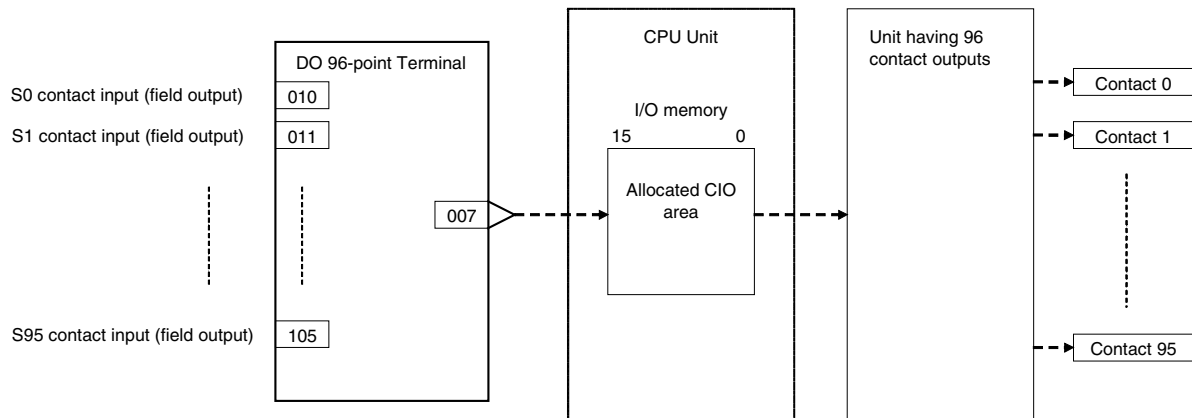 DO 96-point Terminal
S0 contact input (field output)
010
S1 contact input (field output)
011
007
S95 contact input (field output)
105
CPU Unit
I/O memory
15 0
Allocated CIO
area
Unit having 96
contact outputs
Contact 0
Contact 1
Contact 95